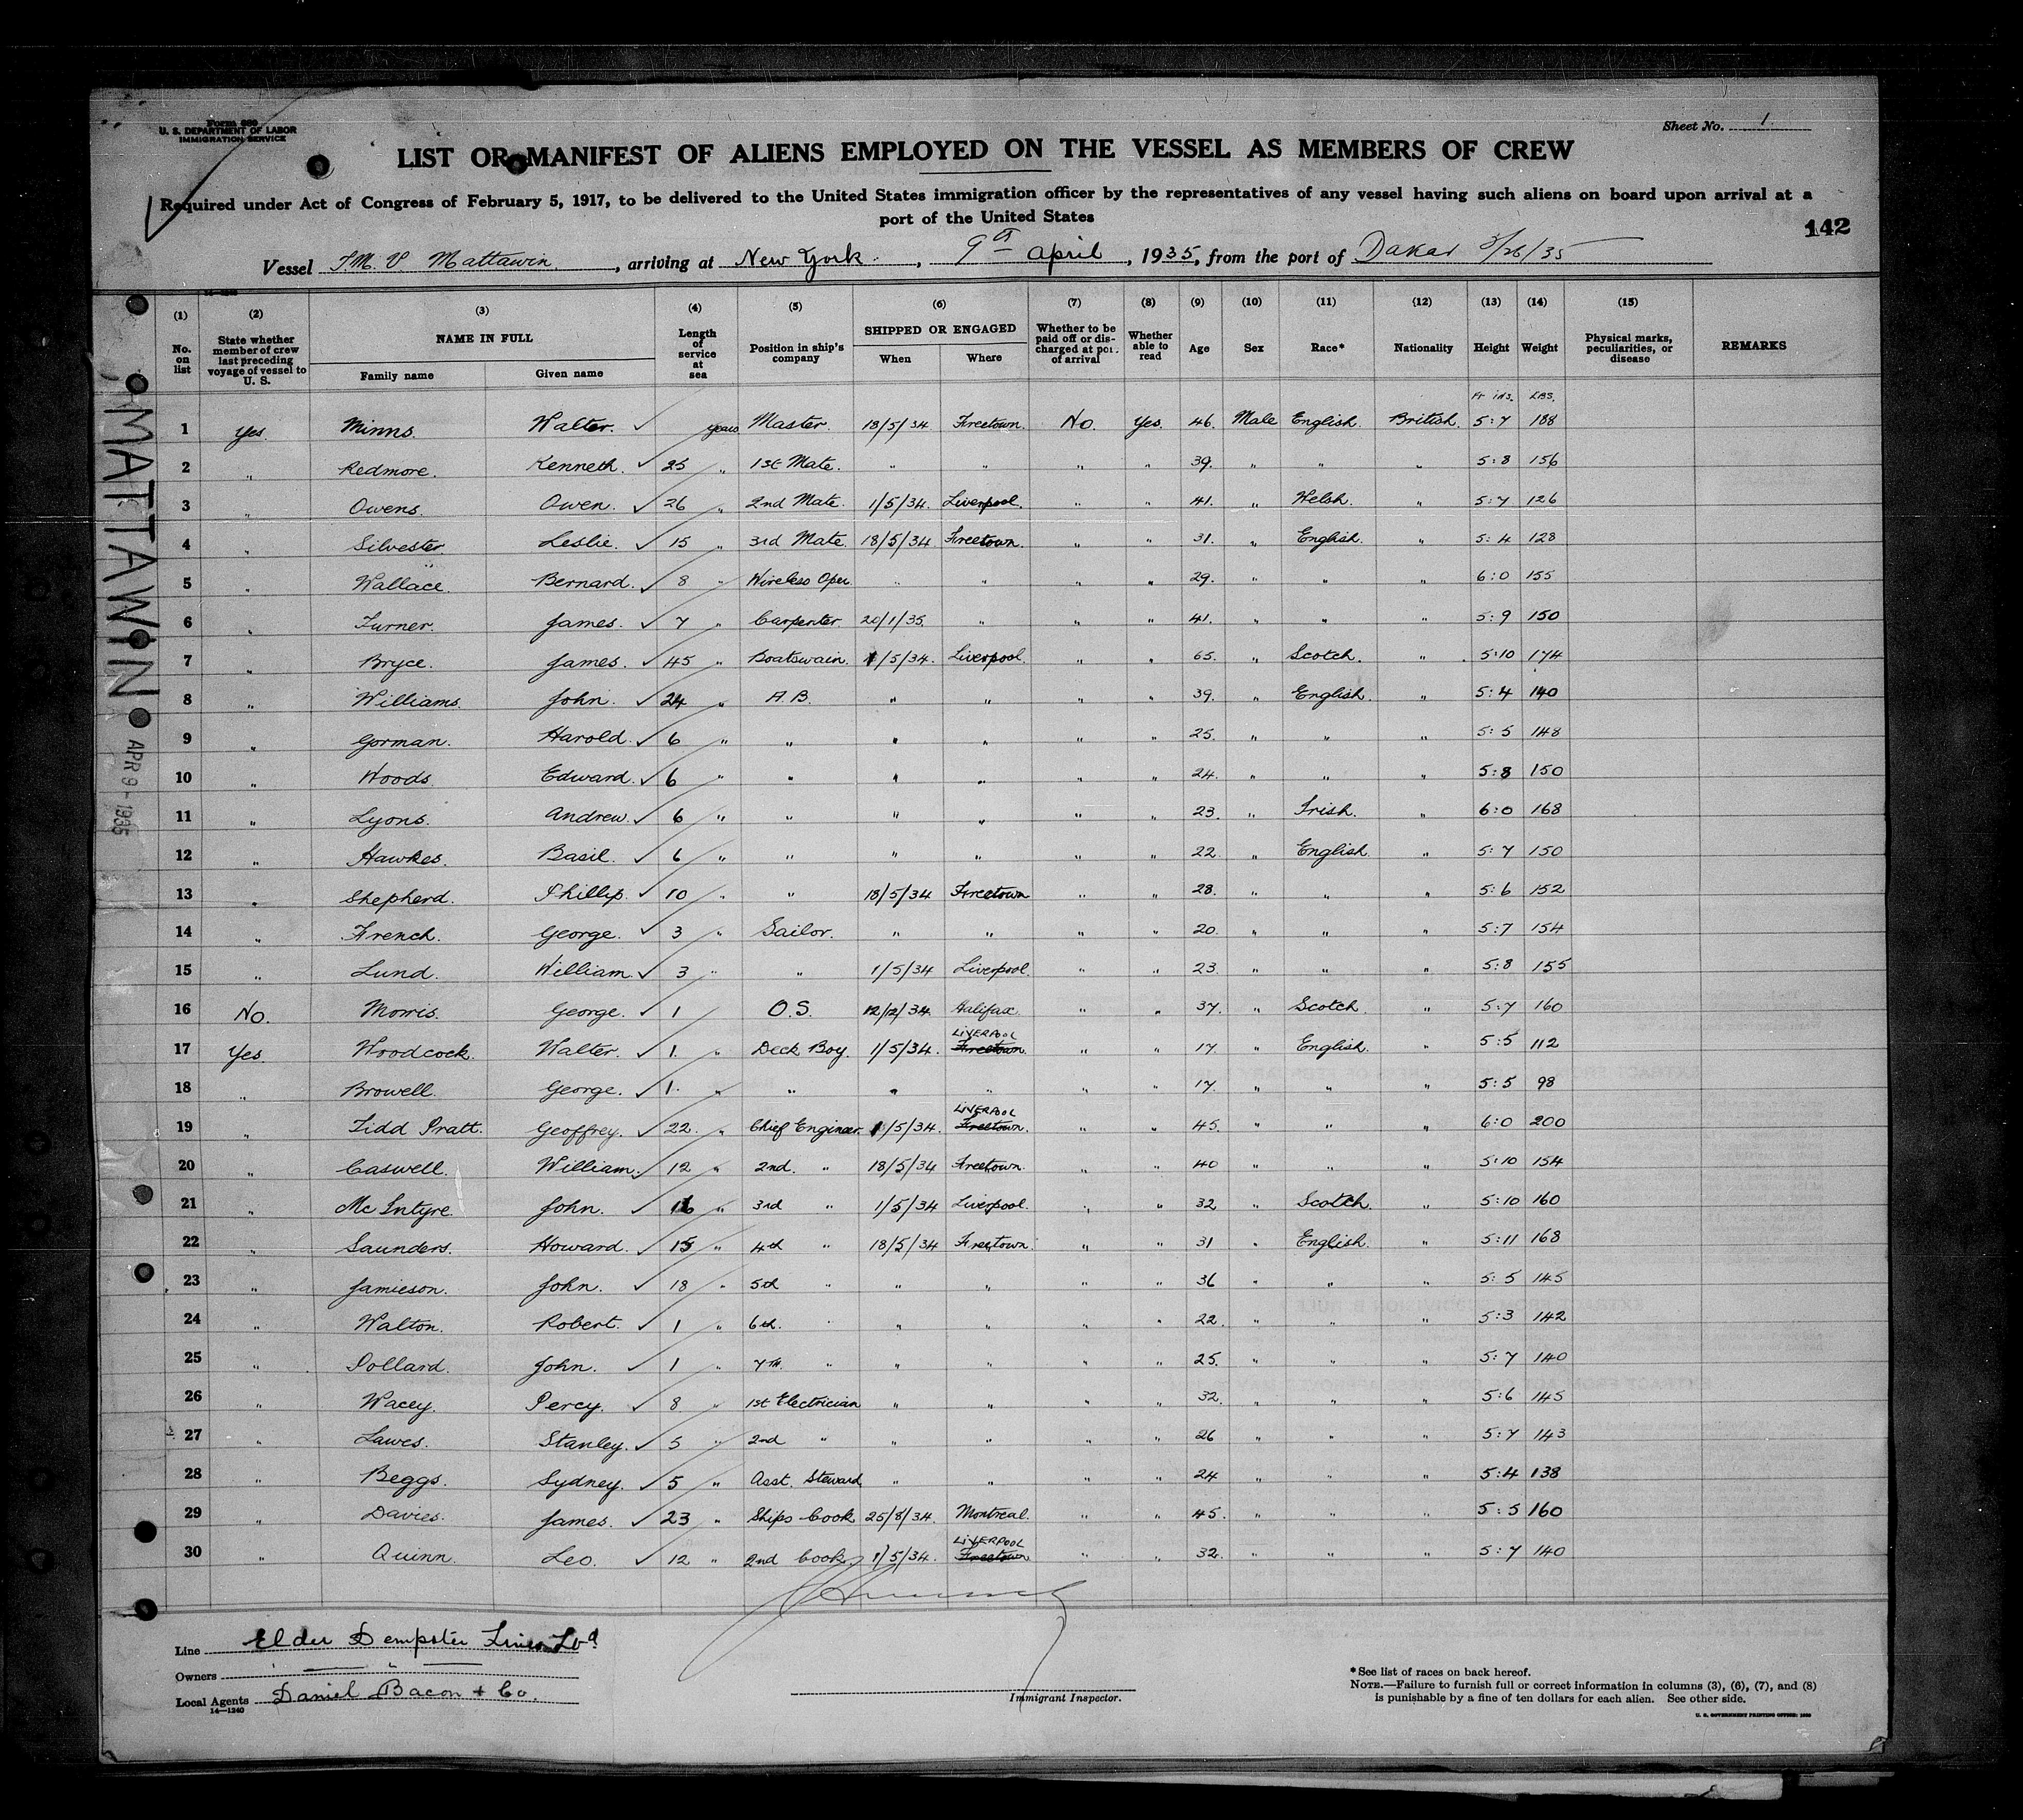 Form 680
U. S. DEPARTMENT OF LABOR
IMMIGRATION SERVICE
Sheet No. 1
LIST OR MANIFEST OF ALIENS EMPLOYED ON THE VESSEL AS MEMBERS OF CREW
Required under Act of Congress of February 5, 1917, to be delivered to the United States immigration officer by the representatives of any vessel having such aliens on board upon arrival at a
port of the United States
142
Vessel T.M.V Mattawin, arriving at New York, 9th April, 1935, from the port of Dakar 3/26/35
(1) (2) (3) (4) (5) (6) (7) (8) (9) (10) (11) (12) (13) (14) (15)
No. on list State whether member of crew last preceding voyage of vessel to U. S. NAME IN FULL Family name Given name Length of service at sea Position in ship's company SHIPPED OR ENGAGED When Where Whether to be paid off or discharged at port of arrival Whether able to read Age Sex Race* Nationality Height Weight Physical marks, peculiarities, or disease REMARKS
Ft ins. LBS.
1 Yes. Minns. Walter. years Master. 18/5/34 Freetown. No. Yes. 46. Male English. British. 5:7 188
2 " Redmore. Kenneth. 25 " 1st Mate. " " " " 39. " " " 5:8 156
3 " Owens. Owen. 26 " 2nd Mate. 1/5/34. Liverpool. " " 41. " Welsh. " 5:7 126
4 " Silvester. Leslie. 15 " 3rd Mate. 18/5/34 Freetown. " " 31. " English. " 5:4 128
5 " Wallace. Bernard. 8 " Wireless Oper. " " " " 29. " " " 6:0 155
6 " Turner. James. 7 " Carpenter 20/1/35. " " " 41. " " " 5:9 150
7 " Bryce. James. 45 " Boatswain. 1/5/34. Liverpool. " " 65. " Scotch. " 5:10 174
8 " Williams. John. 24 " A.B. " " " " 39. " English. " 5:4 140
9 " Gorman. Harold. 6 " " " " " " 25. " " " 5:5 148
10 " Woods. Edward. 6 " " " " " " 24. " " " 5:8 150
11 " Lyons. Andrew. 6 " " " " " " 23. " Irish. " 6:0 168
12 " Hawkes. Basil. 6 " " " " " " 22. " English. " 5:7 150
13 " Shepherd. Phillip. 10 " " 18/5/34 Freetown " " 28. " " " 5:6 152
14 " French. George. 3 " Sailor. " " " " 20. " " " 5:7 154
15 " Lund. William. 3 " " 1/5/34 Liverpool. " " 23. " " " 5:8 155
16 No. Morris. George. 1 " O.S. 12/12/34. Halifax. " " 37. " Scotch. " 5:7 160
17 Yes. Woodcock. Walter. 1. " Deck Boy. 1/5/34. LIVERPOOL Freetown. " " 17. " English. " 5:5 112
18 " Browell. George. 1. " " " " " " 17. " " " 5:5 98
19 " Tidd Pratt. Geoffrey. 22. " Chief Engineer. 1/5/34. LIVERPOOL Freetown. " " 45. " " " 6:0 200
20 " Caswell. William. 12 " 2nd. " 18/5/34 Freetown. " " 40 " " " 5:10 154
21 " Mc Intyre. John. 16 " 3rd " 1/5/34 Liverpool. " " 32 " Scotch. " 5:10 160
22 " Saunders. Howard. 15 " 4th " 18/5/34 Freetown. " " 31 " English. " 5:11 168
23 " Jamieson. John. 18 " 5th " " " " " 36 " " " 5:5 145
24 " Walton. Robert. 1 " 6th. " " " " " 22. " " " 5:3 142
25 " Pollard. John. 1 " 7th. " " " " " 25. " " " 5:7 140
26 " Wacey. Percy. 8 " 1st Electrician " " " " 32. " " " 5:6 145
27 " Lawes. Stanley. 5 " 2nd " " " " " 26 " " " 5:7 143
28 " Beggs. Sydney. 5 " Asst. Steward " " " " 24 " " " 5:4 138
29 " Davies. James. 23 " Ships Cook 25/8/34. Montreal. " " 45. " " " 5:5 160
30 " Quinn. Leo. 12 " 2nd Cook. 1/5/34. LIVERPOOL Freetown " " 32. " " " 5:7 140
MATTAWIN
APR 9 - 1935
Line Elder Dempster Lines Ltd.
Owners " "
Local Agents Daniel Bacon + Co.
14—1240
Immigrant Inspector.
*See list of races on back hereof.
NOTE.—Failure to furnish full or correct information in columns (3), (6), (7), and (8)
is punishable by a fine of ten dollars for each alien. See other side.
U. S. GOVERNMENT PRINTING OFFICE: 1930